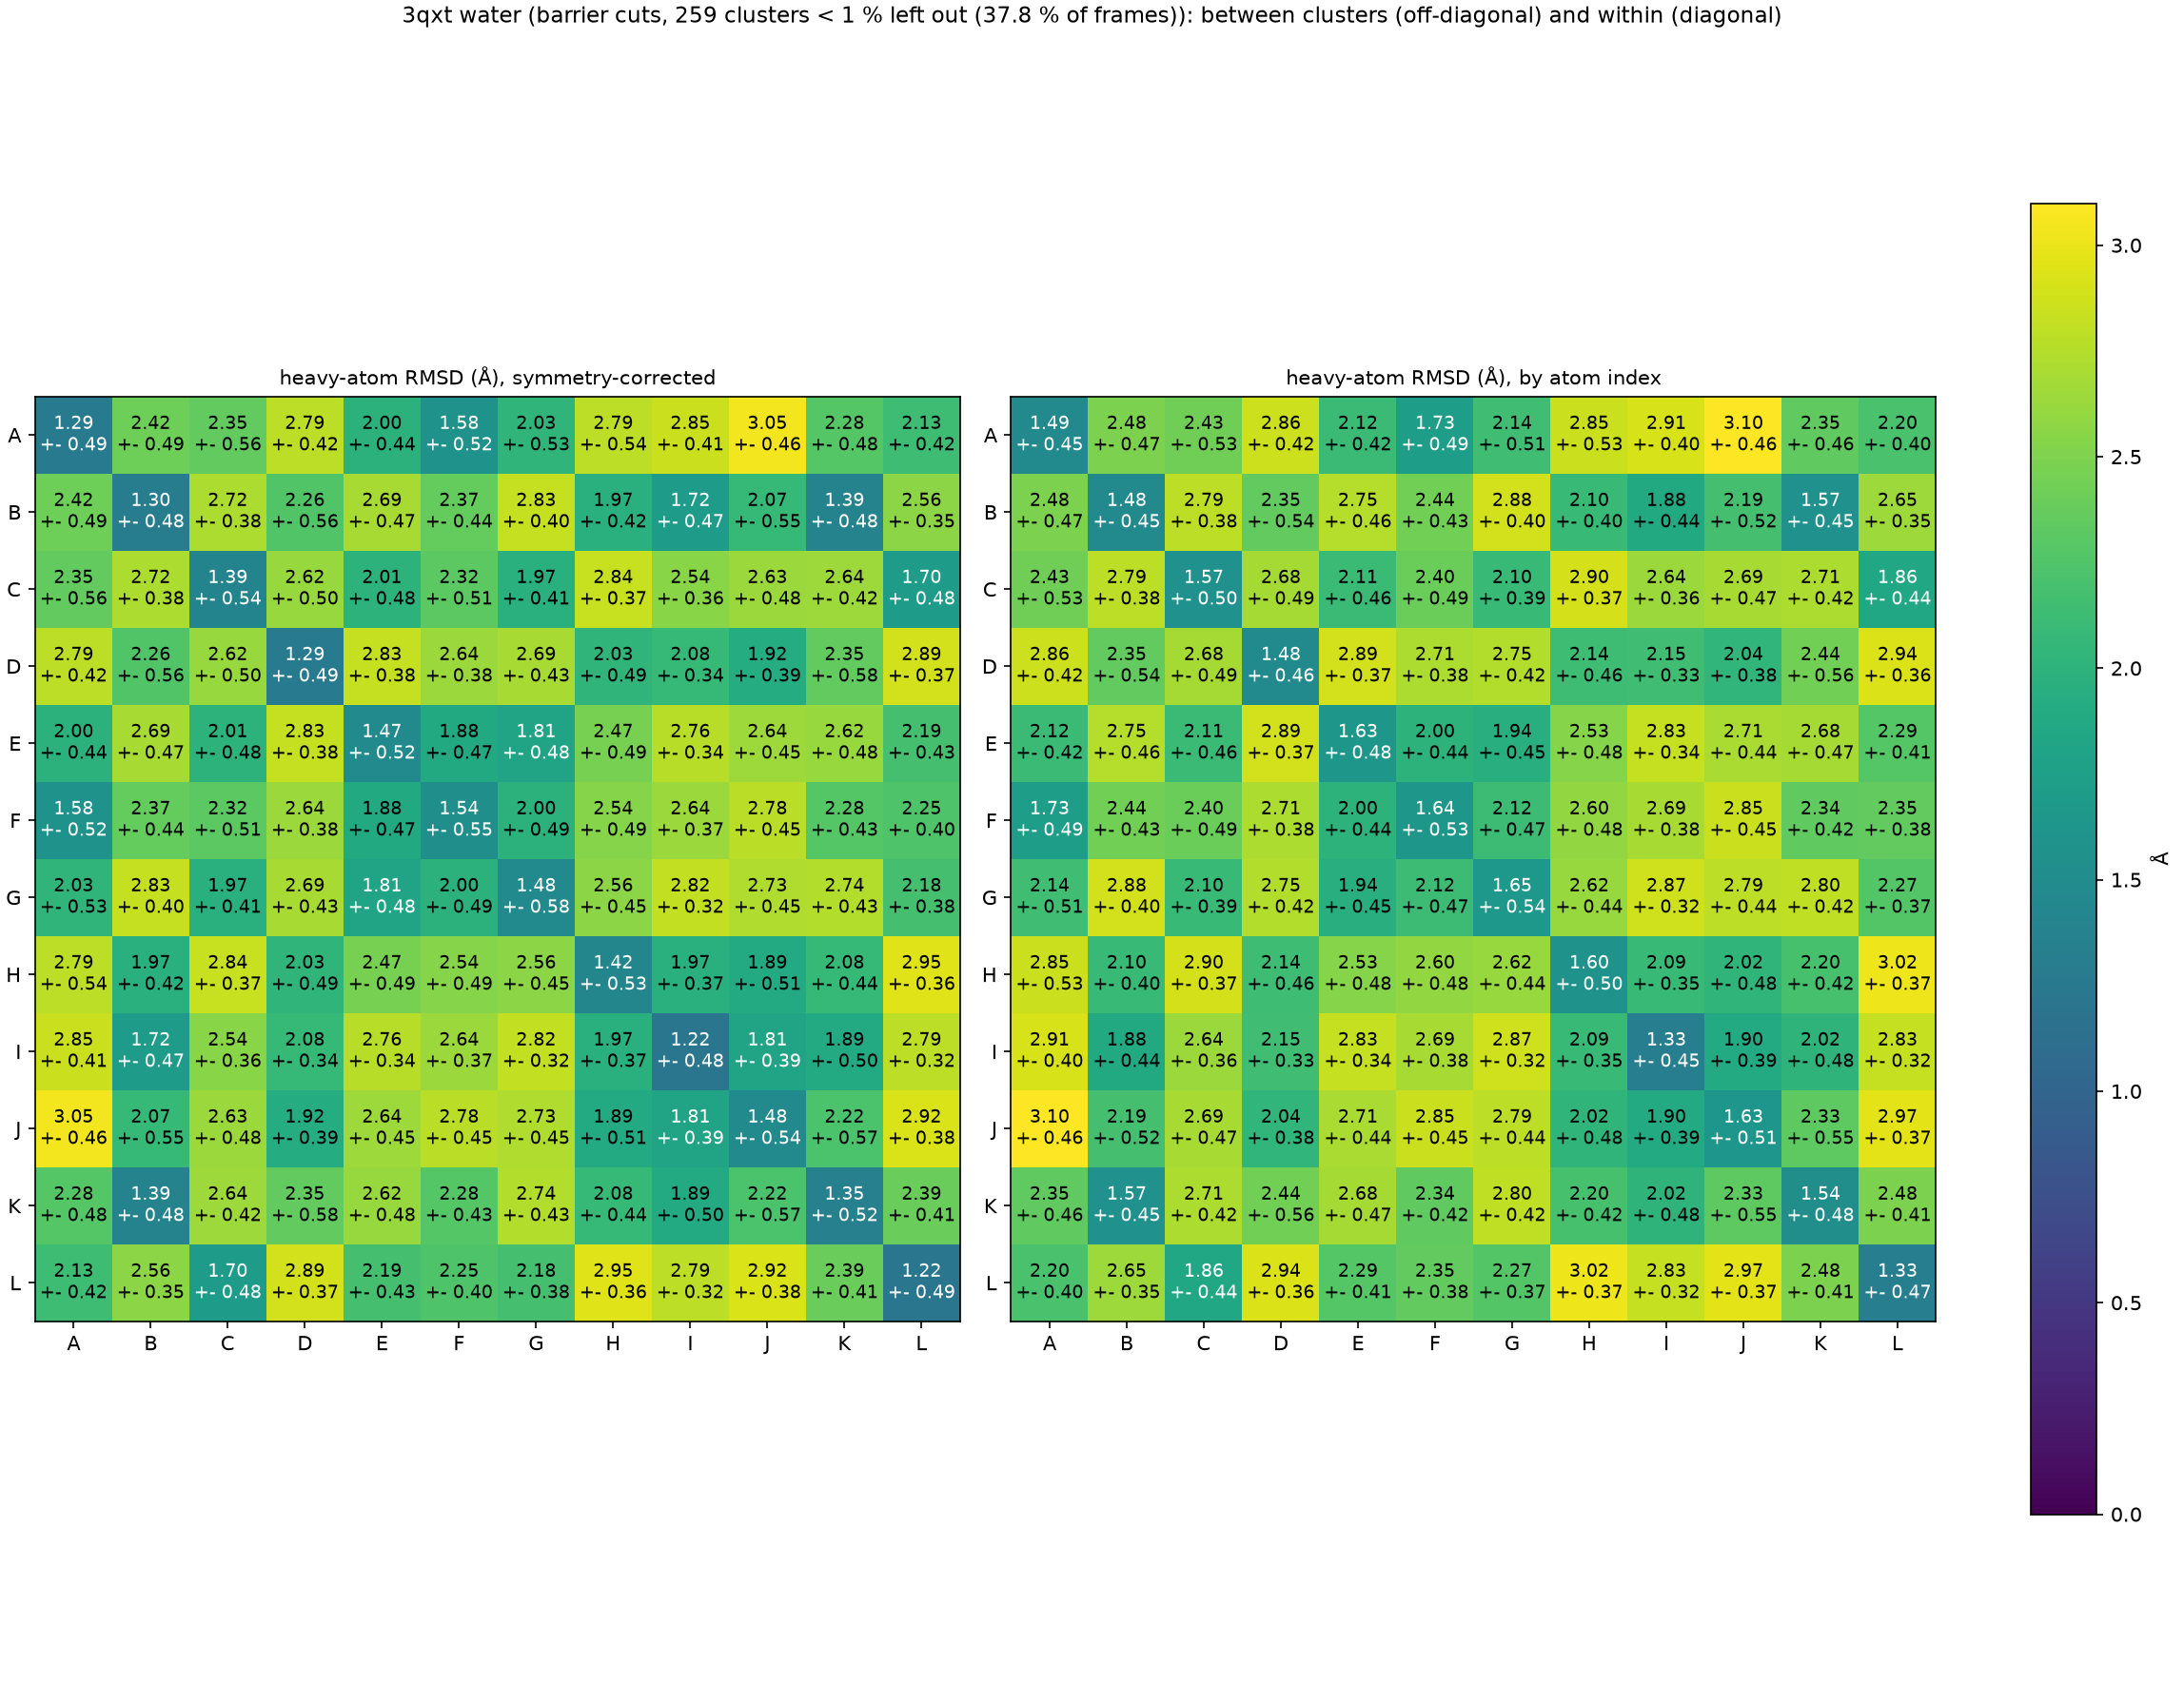 3qxt water (barrier cuts, 259 clusters < 1 % left out (37.8 % of frames)): between clusters (off-diagonal) and within (diagonal)
heavy-atom RMSD (Å), symmetry-corrected
A 1.29 2.42 2.35 2.79 2.00 1.58 2.03 2.79 2.85 3.05 2.28 2.13
+- 0.49 +- 0.49 +- 0.56 +- 0.42 +- 0.44 +- 0.52 +- 0.53 +- 0.54 +- 0.41 +- 0.46 +- 0.48 +- 0.42
B 2.42 1.30 2.72 2.26 2.69 2.37 2.83 1.97 1.72 2.07 1.39 2.56
+- 0.49 +- 0.48 +- 0.38 +- 0.56 +- 0.47 +- 0.44 +- 0.40 +- 0.42 +- 0.47 +- 0.55 +- 0.48 +- 0.35
C 2.35 2.72 1.39 2.62 2.01 2.32 1.97 2.84 2.54 2.63 2.64 1.70
+- 0.56 +- 0.38 +- 0.54 +- 0.50 +- 0.48 +- 0.51 +- 0.41 +- 0.37 +- 0.36 +- 0.48 +- 0.42 +- 0.48
D 2.79 2.26 2.62 1.29 2.83 2.64 2.69 2.03 2.08 1.92 2.35 2.89
+- 0.42 +- 0.56 +- 0.50 +- 0.49 +- 0.38 +- 0.38 +- 0.43 +- 0.49 +- 0.34 +- 0.39 +- 0.58 +- 0.37
E 2.00 2.69 2.01 2.83 1.47 1.88 1.81 2.47 2.76 2.64 2.62 2.19
+- 0.44 +- 0.47 +- 0.48 +- 0.38 +- 0.52 +- 0.47 +- 0.48 +- 0.49 +- 0.34 +- 0.45 +- 0.48 +- 0.43
F 1.58 2.37 2.32 2.64 1.88 1.54 2.00 2.54 2.64 2.78 2.28 2.25
+- 0.52 +- 0.44 +- 0.51 +- 0.38 +- 0.47 +- 0.55 +- 0.49 +- 0.49 +- 0.37 +- 0.45 +- 0.43 +- 0.40
G 2.03 2.83 1.97 2.69 1.81 2.00 1.48 2.56 2.82 2.73 2.74 2.18
+- 0.53 +- 0.40 +- 0.41 +- 0.43 +- 0.48 +- 0.49 +- 0.58 +- 0.45 +- 0.32 +- 0.45 +- 0.43 +- 0.38
H 2.79 1.97 2.84 2.03 2.47 2.54 2.56 1.42 1.97 1.89 2.08 2.95
+- 0.54 +- 0.42 +- 0.37 +- 0.49 +- 0.49 +- 0.49 +- 0.45 +- 0.53 +- 0.37 +- 0.51 +- 0.44 +- 0.36
I 2.85 1.72 2.54 2.08 2.76 2.64 2.82 1.97 1.22 1.81 1.89 2.79
+- 0.41 +- 0.47 +- 0.36 +- 0.34 +- 0.34 +- 0.37 +- 0.32 +- 0.37 +- 0.48 +- 0.39 +- 0.50 +- 0.32
J 3.05 2.07 2.63 1.92 2.64 2.78 2.73 1.89 1.81 1.48 2.22 2.92
+- 0.46 +- 0.55 +- 0.48 +- 0.39 +- 0.45 +- 0.45 +- 0.45 +- 0.51 +- 0.39 +- 0.54 +- 0.57 +- 0.38
K 2.28 1.39 2.64 2.35 2.62 2.28 2.74 2.08 1.89 2.22 1.35 2.39
+- 0.48 +- 0.48 +- 0.42 +- 0.58 +- 0.48 +- 0.43 +- 0.43 +- 0.44 +- 0.50 +- 0.57 +- 0.52 +- 0.41
L 2.13 2.56 1.70 2.89 2.19 2.25 2.18 2.95 2.79 2.92 2.39 1.22
+- 0.42 +- 0.35 +- 0.48 +- 0.37 +- 0.43 +- 0.40 +- 0.38 +- 0.36 +- 0.32 +- 0.38 +- 0.41 +- 0.49
A B C D E F G H I J K L
heavy-atom RMSD (Å), by atom index
A 1.49 2.48 2.43 2.86 2.12 1.73 2.14 2.85 2.91 3.10 2.35 2.20
+- 0.45 +- 0.47 +- 0.53 +- 0.42 +- 0.42 +- 0.49 +- 0.51 +- 0.53 +- 0.40 +- 0.46 +- 0.46 +- 0.40
B 2.48 1.48 2.79 2.35 2.75 2.44 2.88 2.10 1.88 2.19 1.57 2.65
+- 0.47 +- 0.45 +- 0.38 +- 0.54 +- 0.46 +- 0.43 +- 0.40 +- 0.40 +- 0.44 +- 0.52 +- 0.45 +- 0.35
C 2.43 2.79 1.57 2.68 2.11 2.40 2.10 2.90 2.64 2.69 2.71 1.86
+- 0.53 +- 0.38 +- 0.50 +- 0.49 +- 0.46 +- 0.49 +- 0.39 +- 0.37 +- 0.36 +- 0.47 +- 0.42 +- 0.44
D 2.86 2.35 2.68 1.48 2.89 2.71 2.75 2.14 2.15 2.04 2.44 2.94
+- 0.42 +- 0.54 +- 0.49 +- 0.46 +- 0.37 +- 0.38 +- 0.42 +- 0.46 +- 0.33 +- 0.38 +- 0.56 +- 0.36
E 2.12 2.75 2.11 2.89 1.63 2.00 1.94 2.53 2.83 2.71 2.68 2.29
+- 0.42 +- 0.46 +- 0.46 +- 0.37 +- 0.48 +- 0.44 +- 0.45 +- 0.48 +- 0.34 +- 0.44 +- 0.47 +- 0.41
F 1.73 2.44 2.40 2.71 2.00 1.64 2.12 2.60 2.69 2.85 2.34 2.35
+- 0.49 +- 0.43 +- 0.49 +- 0.38 +- 0.44 +- 0.53 +- 0.47 +- 0.48 +- 0.38 +- 0.45 +- 0.42 +- 0.38
G 2.14 2.88 2.10 2.75 1.94 2.12 1.65 2.62 2.87 2.79 2.80 2.27
+- 0.51 +- 0.40 +- 0.39 +- 0.42 +- 0.45 +- 0.47 +- 0.54 +- 0.44 +- 0.32 +- 0.44 +- 0.42 +- 0.37
H 2.85 2.10 2.90 2.14 2.53 2.60 2.62 1.60 2.09 2.02 2.20 3.02
+- 0.53 +- 0.40 +- 0.37 +- 0.46 +- 0.48 +- 0.48 +- 0.44 +- 0.50 +- 0.35 +- 0.48 +- 0.42 +- 0.37
I 2.91 1.88 2.64 2.15 2.83 2.69 2.87 2.09 1.33 1.90 2.02 2.83
+- 0.40 +- 0.44 +- 0.36 +- 0.33 +- 0.34 +- 0.38 +- 0.32 +- 0.35 +- 0.45 +- 0.39 +- 0.48 +- 0.32
J 3.10 2.19 2.69 2.04 2.71 2.85 2.79 2.02 1.90 1.63 2.33 2.97
+- 0.46 +- 0.52 +- 0.47 +- 0.38 +- 0.44 +- 0.45 +- 0.44 +- 0.48 +- 0.39 +- 0.51 +- 0.55 +- 0.37
K 2.35 1.57 2.71 2.44 2.68 2.34 2.80 2.20 2.02 2.33 1.54 2.48
+- 0.46 +- 0.45 +- 0.42 +- 0.56 +- 0.47 +- 0.42 +- 0.42 +- 0.42 +- 0.48 +- 0.55 +- 0.48 +- 0.41
L 2.20 2.65 1.86 2.94 2.29 2.35 2.27 3.02 2.83 2.97 2.48 1.33
+- 0.40 +- 0.35 +- 0.44 +- 0.36 +- 0.41 +- 0.38 +- 0.37 +- 0.37 +- 0.32 +- 0.37 +- 0.41 +- 0.47
A B C D E F G H I J K L
3.0
2.5
2.0
1.5
1.0
0.5
0.0
Å